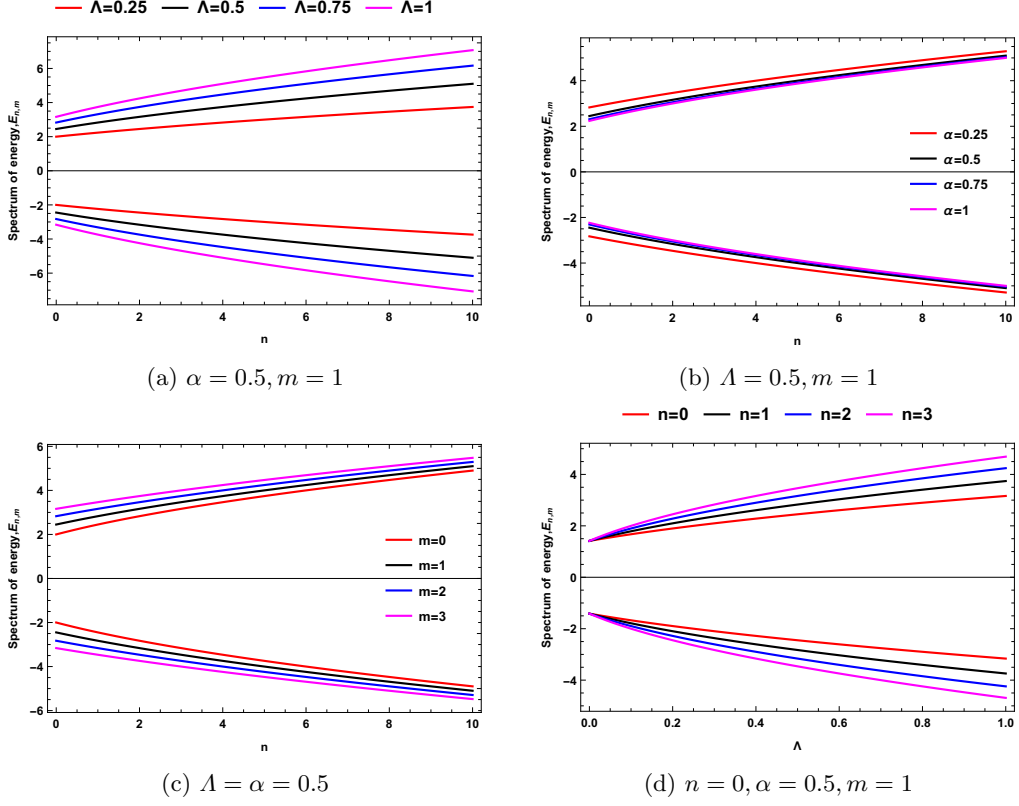 Λ=0.25 Λ=0.5 Λ=0.75 Λ=1
Spectrum of energy,E_{n,m}
6
4
2
0
−2
−4
−6
0 2 4 6 8 10
n
(a) α = 0.5, m = 1
Spectrum of energy,E_{n,m}
4
2
0
−2
−4
α=0.25
α=0.5
α=0.75
α=1
0 2 4 6 8 10
n
(b) Λ = 0.5, m = 1
Spectrum of energy,E_{n,m}
6
4
2
0
−2
−4
−6
m=0
m=1
m=2
m=3
0 2 4 6 8 10
n
(c) Λ = α = 0.5
n=0 n=1 n=2 n=3
Spectrum of energy,E_{n,m}
4
2
0
−2
−4
0.0 0.2 0.4 0.6 0.8 1.0
Λ
(d) n = 0, α = 0.5, m = 1